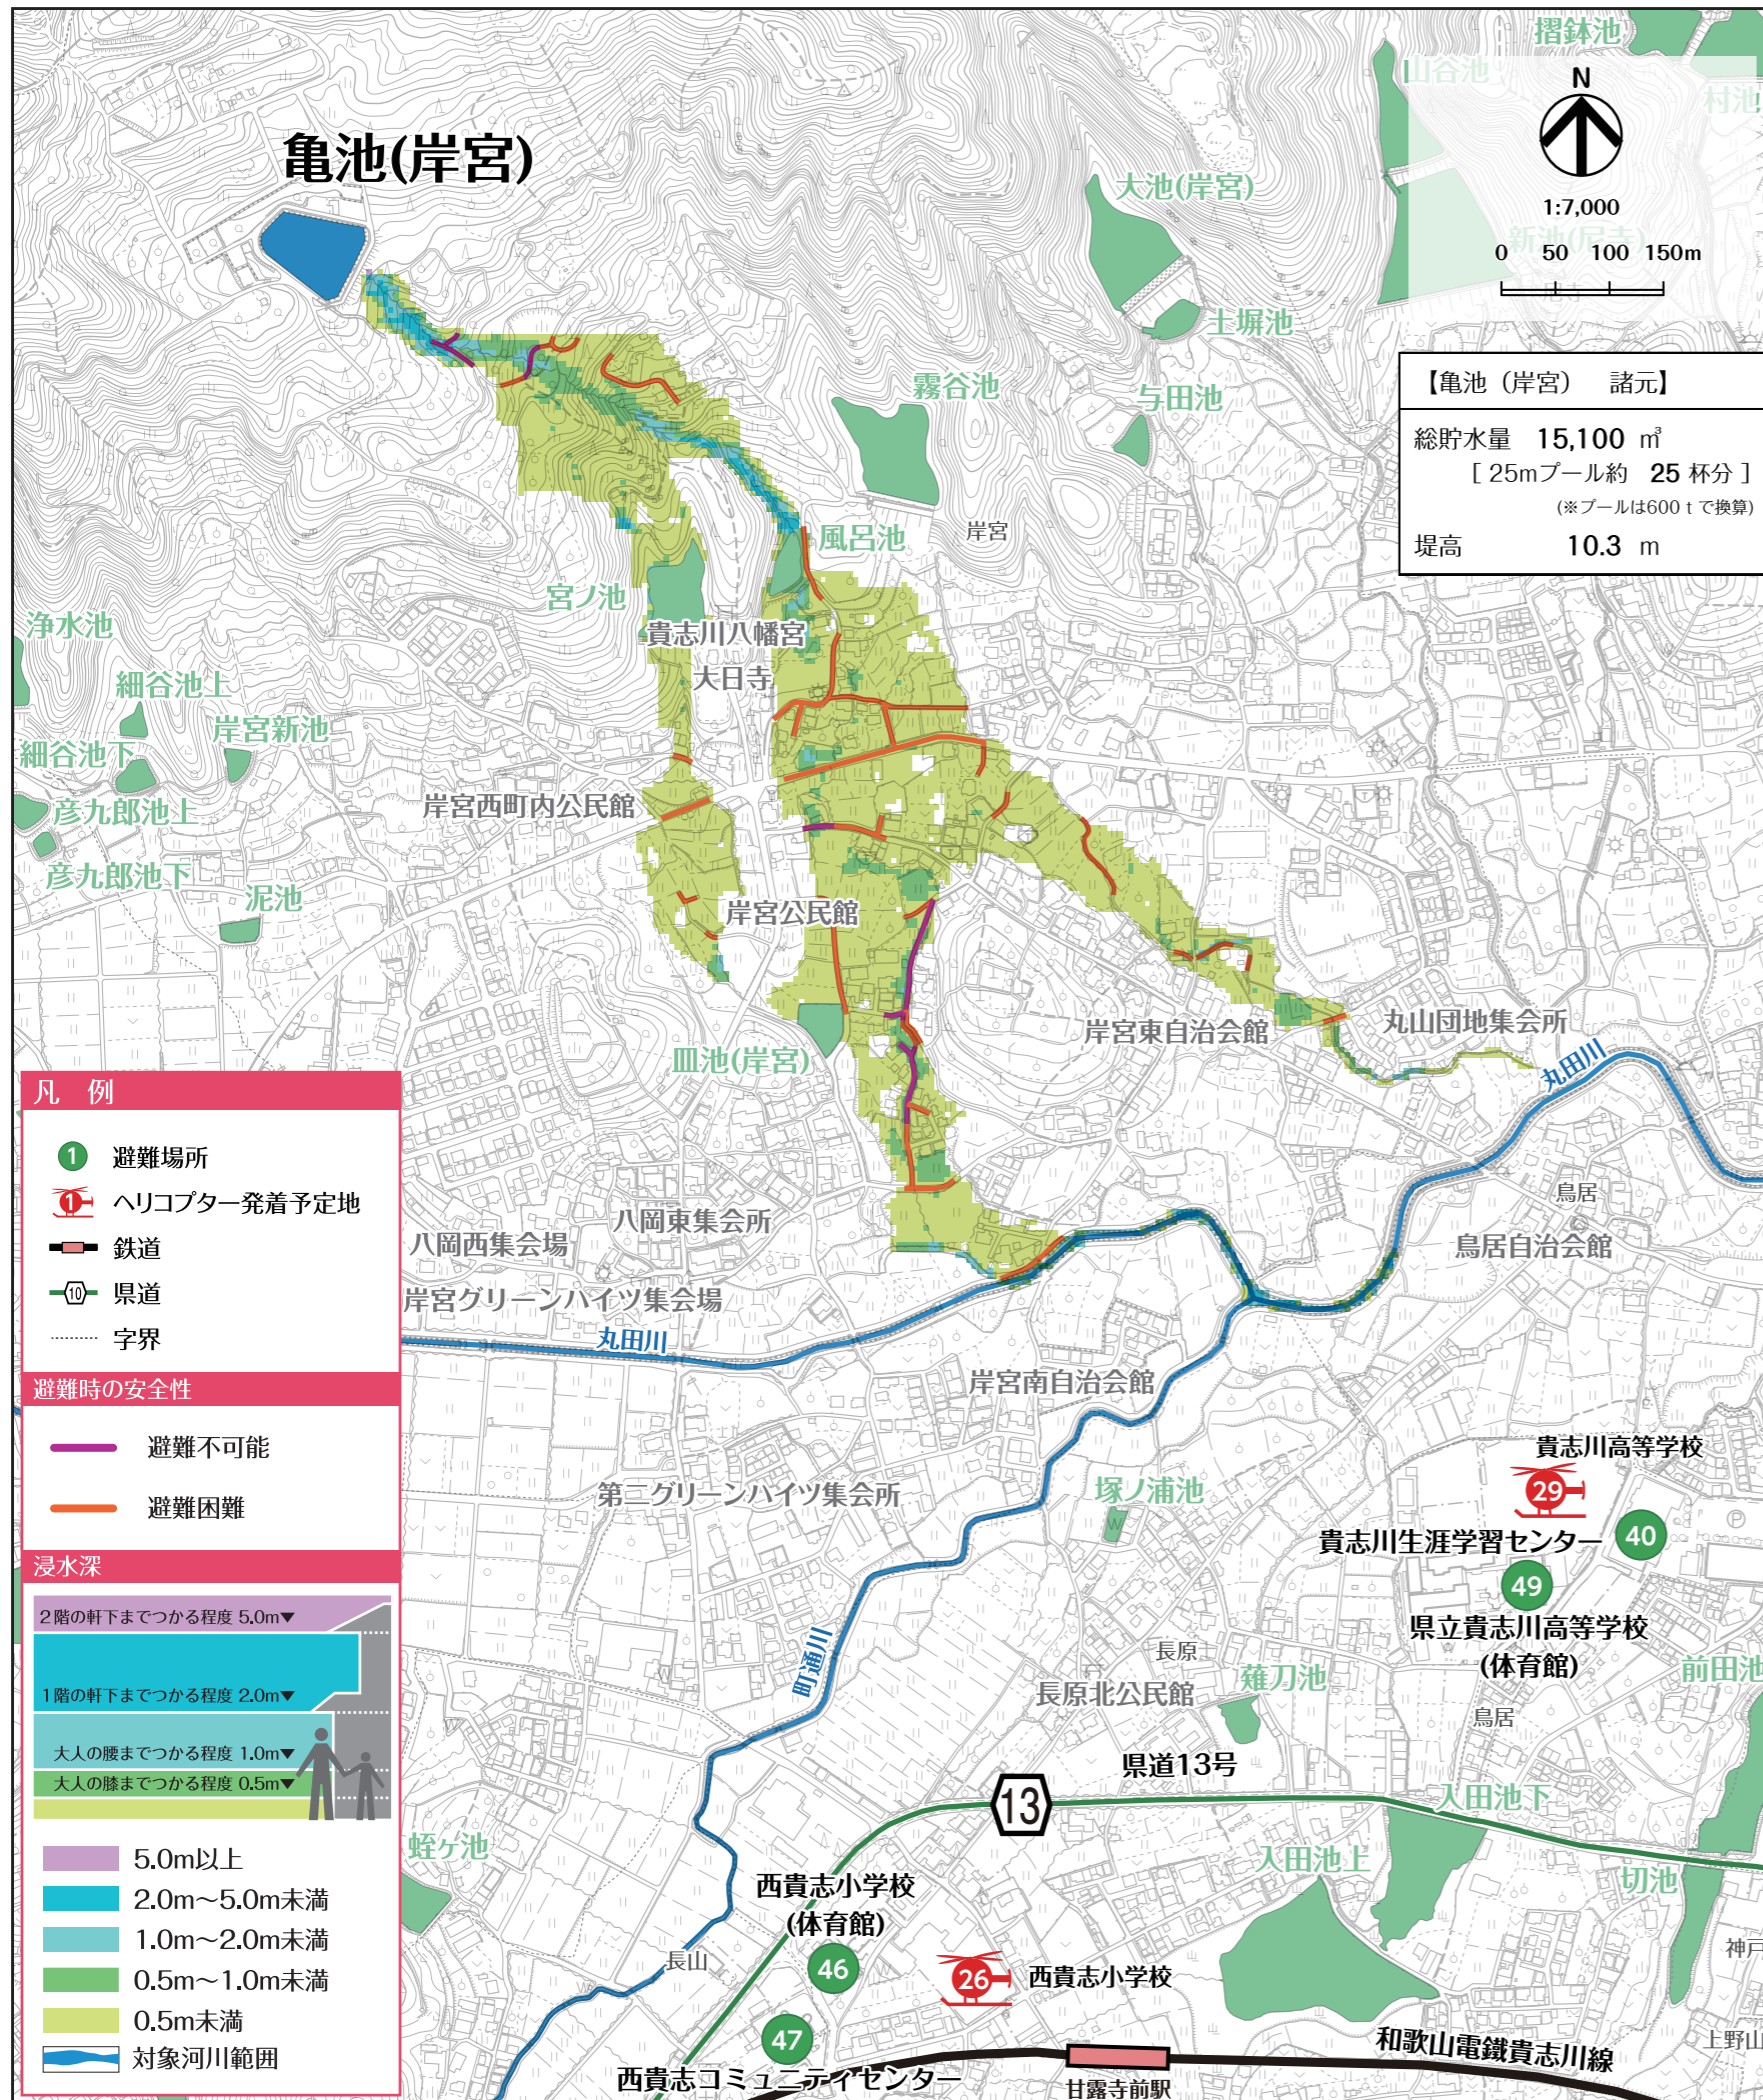 摺鉢池
山谷池
村池
N
1:7,000
新池(尼寺)
0 50 100 150m
尼寺
亀池(岸宮)
大池(岸宮)
土堀池
【亀池（岸宮） 諸元】
総貯水量 15,100 ㎥
[ 25mプール約 25 杯分 ]
(※プールは600 t で換算)
堤高 10.3 m
霧谷池
与田池
岸宮
風呂池
宮ノ池
貴志川八幡宮
大日寺
浄水池
細谷池上
岸宮新池
細谷池下
彦九郎池上
彦九郎池下
泥池
岸宮西町内公民館
岸宮公民館
皿池(岸宮)
岸宮東自治会館
丸山団地集会所
丸田川
鳥居
鳥居自治会館
八岡東集会所
八岡西集会場
岸宮グリーンハイツ集会場
丸田川
岸宮南自治会館
第二グリーンハイツ集会所
塚ノ浦池
貴志川高等学校
29
貴志川生涯学習センター
40
49
県立貴志川高等学校
(体育館)
町通川
長原
長原北公民館
薙刀池
前田池
鳥居
県道13号
13
入田池下
入田池上
切池
蛭ヶ池
西貴志小学校
(体育館)
46
長山
26
西貴志小学校
神戸
47
西貴志コミュニティセンター
和歌山電鐵貴志川線
上野山
甘露寺前駅
凡 例
1 避難場所
1 ヘリコプター発着予定地
鉄道
10 県道
字界
避難時の安全性
避難不可能
避難困難
浸水深
2階の軒下までつかる程度 5.0m▼
1階の軒下までつかる程度 2.0m▼
大人の腰までつかる程度 1.0m▼
大人の膝までつかる程度 0.5m▼
5.0m以上
2.0m～5.0m未満
1.0m～2.0m未満
0.5m～1.0m未満
0.5m未満
対象河川範囲